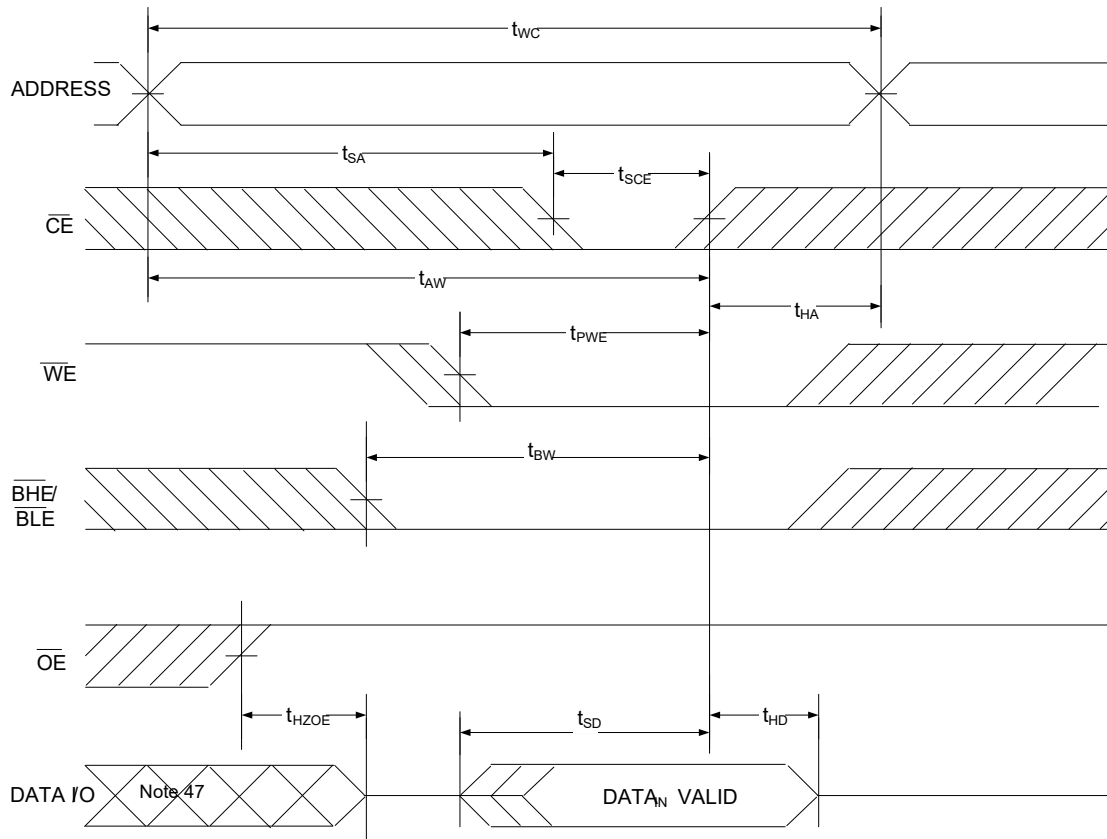 tWC
ADDRESS
tSA
tSCE
CE
tAW
tHA
tPWE
WE
tBW
BHE/
BLE
OE
tHZOE
tSD
tHD
DATA I/O
Note 47
DATAIN VALID